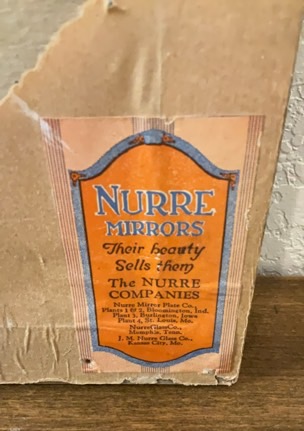 NURRE
MIRRORS
Their beauty
Sells them
The NURRE
COMPANIES
Nurre Mirror Plate Co.,
Plants 1 & 2, Bloomington, Ind.
Plant 3, Burlington, Iowa
Plant 4, St. Louis, Mo.
Nurre Glass Co.,
Memphis, Tenn.
J. M. Nurre Glass Co.,
Kansas City, Mo.